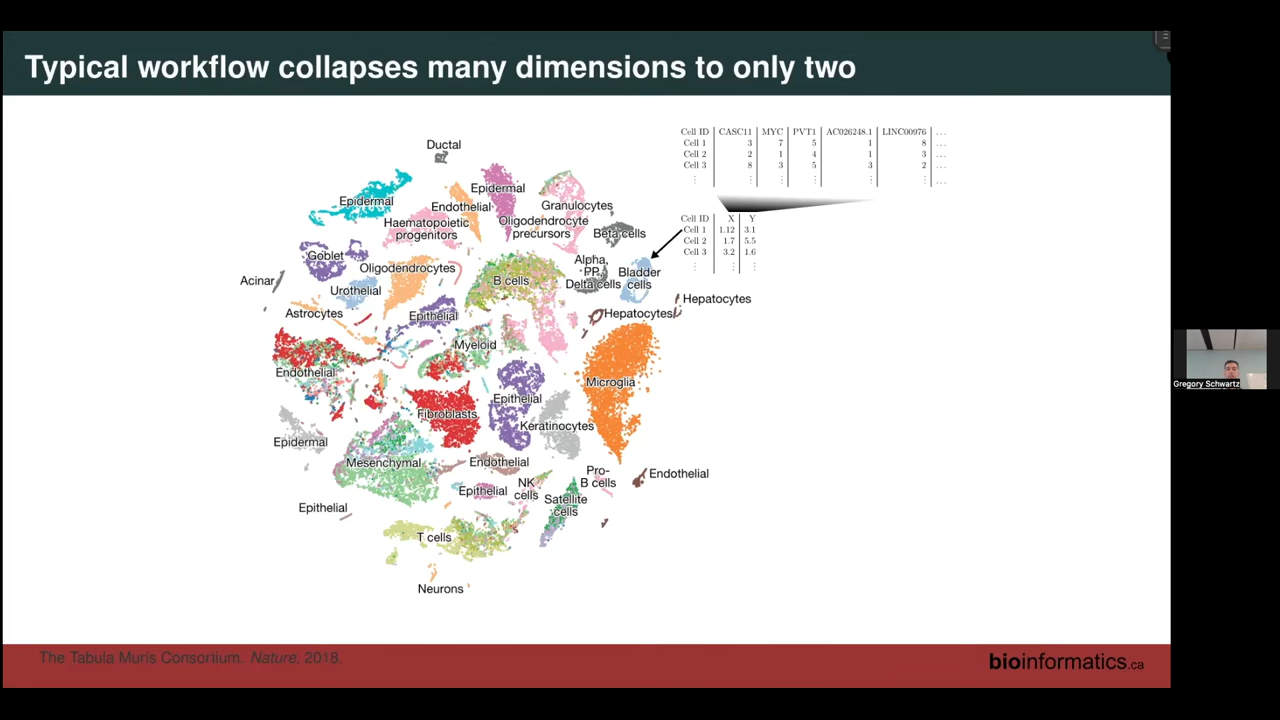 Typical workflow collapses many dimensions to only two
Ductal
Epidermal
Epidermal
Endothelial
Granulocytes
Haematopoietic
progenitors
Oligodendrocyte
precursors
Beta cells
Goblet
Oligodendrocytes
B cells
Alpha,
PP,
Delta cells
Bladder
cells
Acinar
Urothelial
Hepatocytes
Astrocytes
Epithelial
Hepatocytes
Myeloid
Endothelial
Microglia
Epithelial
Fibroblasts
Keratinocytes
Epidermal
Mesenchymal
Endothelial
Pro-
B cells
Endothelial
Epithelial
NK
cells
Satellite
cells
Epithelial
T cells
Neurons
Cell ID CASC11 MYC PVT1 AC026248.1 LINC00976 ...
Cell 1 3 7 5 1 8 ...
Cell 2 2 1 4 1 3 ...
Cell 3 8 3 5 3 2 ...
⋮ ⋮ ⋮ ⋮ ⋮ ⋮ ...
Cell ID X Y
Cell 1 1.12 3.1
Cell 2 1.7 5.5
Cell 3 3.2 1.6
⋮ ⋮ ⋮
Gregory Schwartz
The Tabula Muris Consortium. Nature, 2018.
bioinformatics.ca